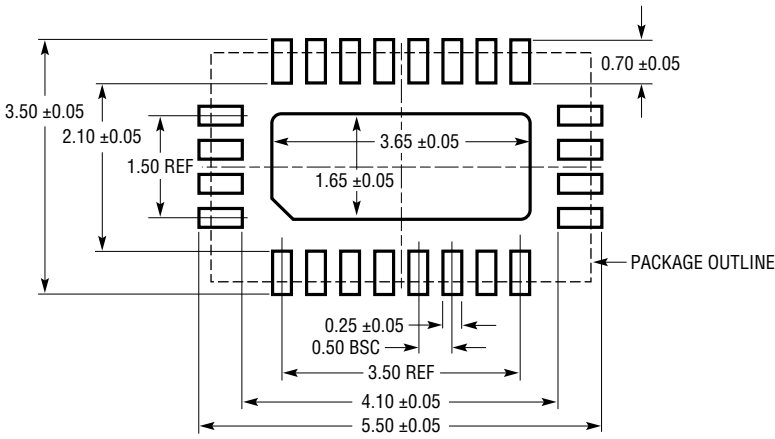 3.50 ±0.05
0.70 ±0.05
2.10 ±0.05
3.65 ±0.05
1.50 REF
1.65 ±0.05
PACKAGE OUTLINE
0.25 ±0.05
0.50 BSC
3.50 REF
4.10 ±0.05
5.50 ±0.05